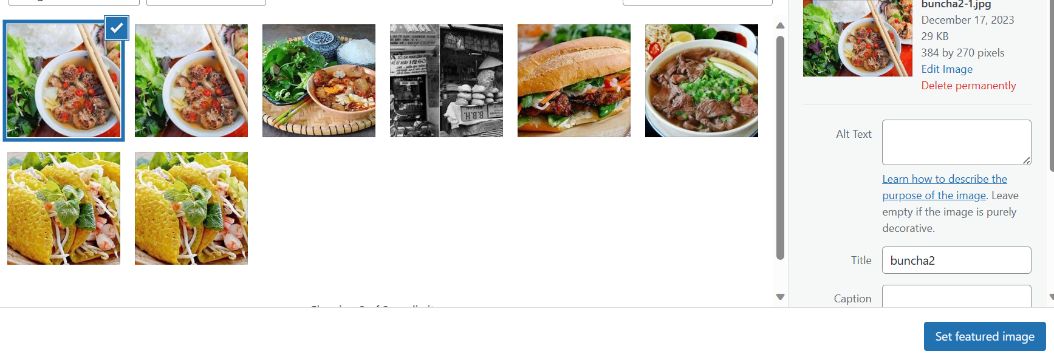 buncha2-1.jpg
December 17, 2023
29 KB
384 by 270 pixels
Edit Image
Delete permanently
Alt Text
Learn how to describe the
purpose of the image. Leave
empty if the image is purely
decorative.
Title
buncha2
Caption
B.B.H.
Set featured image